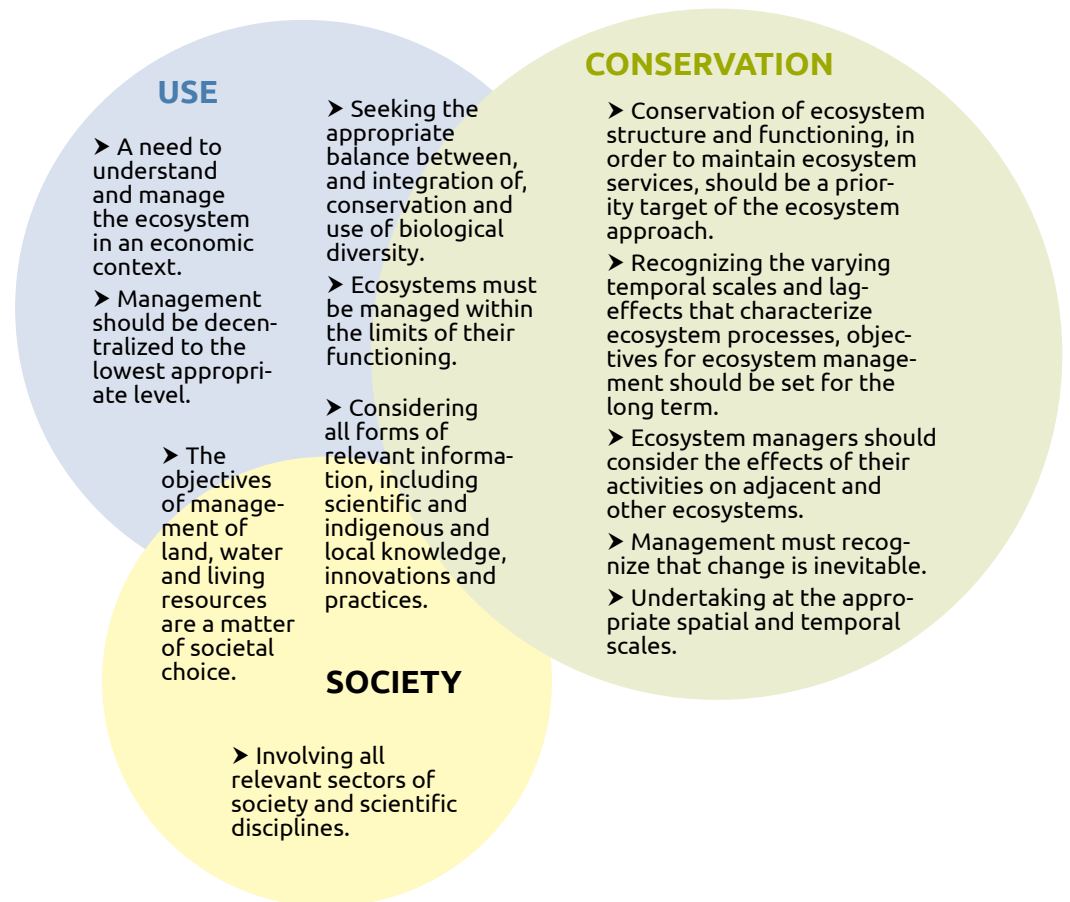 USE
➤ A need to
understand
and manage
the ecosystem
in an economic
context.
➤ Management
should be decen-
tralized to the
lowest appropri-
ate level.
➤ Seeking the
appropriate
balance between,
and integration of,
conservation and
use of biological
diversity.
➤ Ecosystems must
be managed within
the limits of their
functioning.
➤ Considering
all forms of
relevant informa-
tion, including
scientific and
indigenous and
local knowledge,
innovations and
practices.
CONSERVATION
➤ Conservation of ecosystem
structure and functioning, in
order to maintain ecosystem
services, should be a prior-
ity target of the ecosystem
approach.
➤ Recognizing the varying
temporal scales and lag-
effects that characterize
ecosystem processes, objec-
tives for ecosystem manage-
ment should be set for the
long term.
➤ Ecosystem managers should
consider the effects of their
activities on adjacent and
other ecosystems.
➤ Management must recog-
nize that change is inevitable.
➤ Undertaking at the appro-
priate spatial and temporal
scales.
➤ The
objectives
of manage-
ment of
land, water
and living
resources
are a matter
of societal
choice.
SOCIETY
➤ Involving all
relevant sectors of
society and scientific
disciplines.